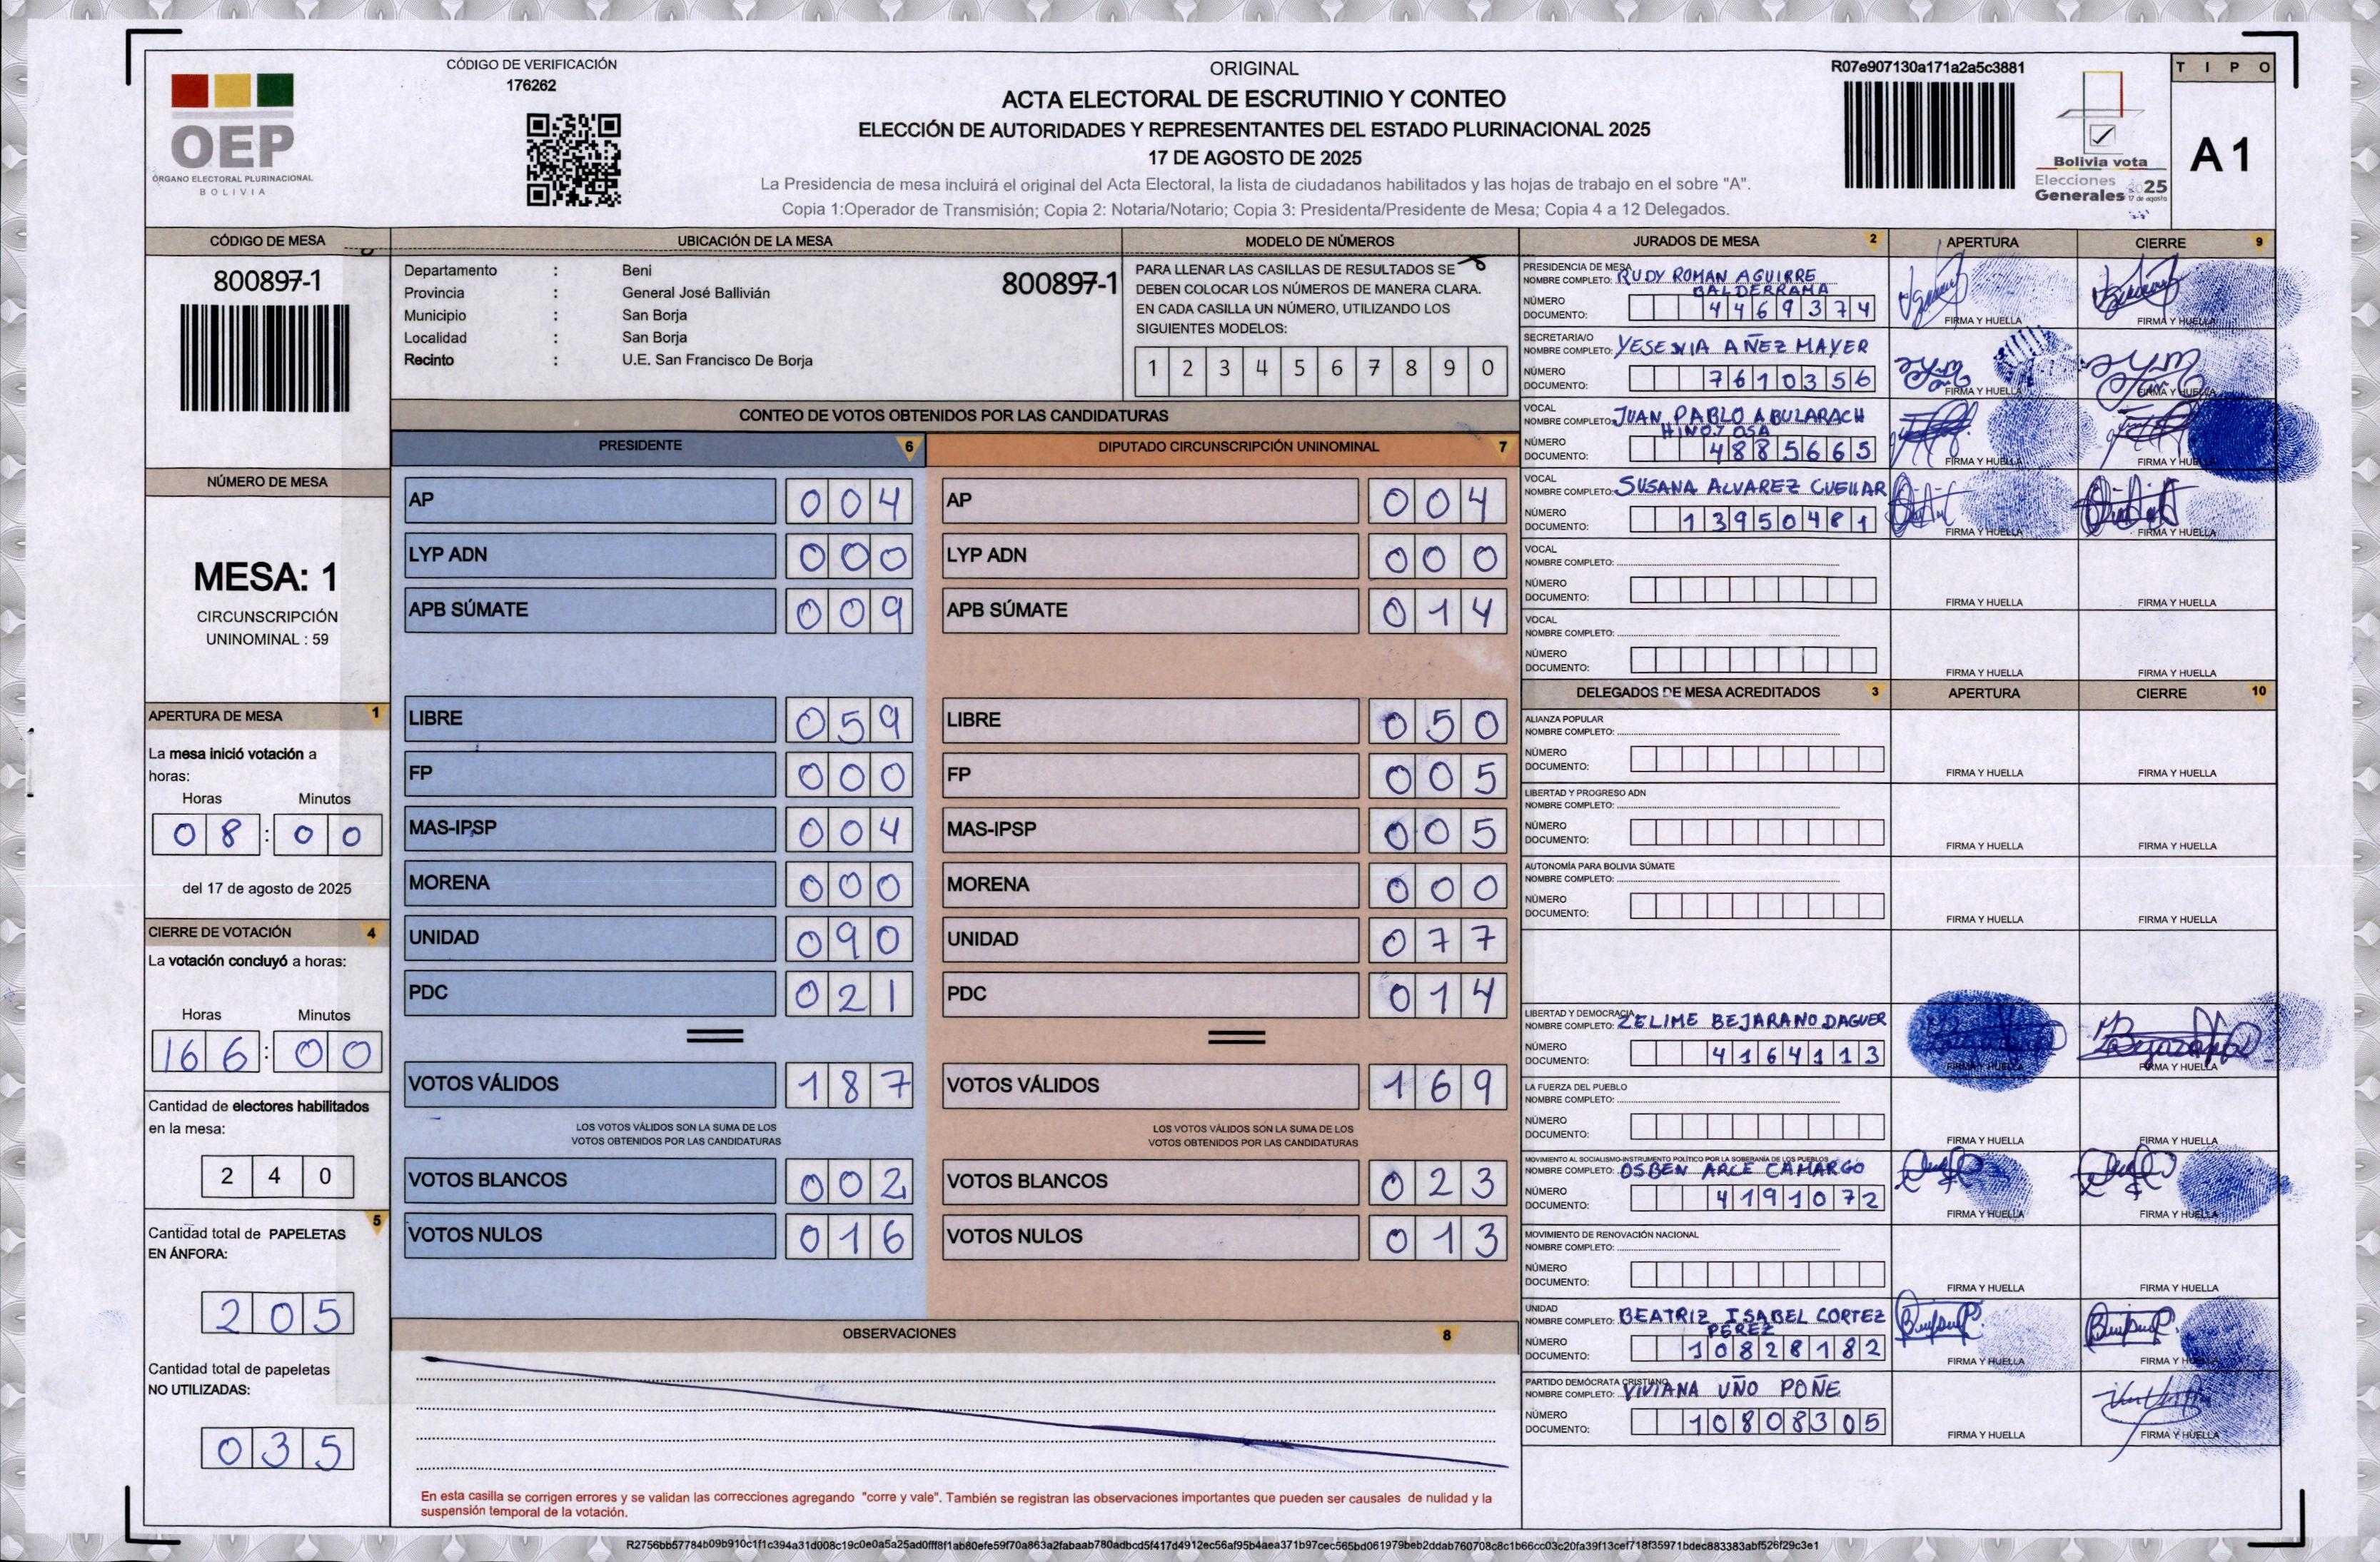 CÓDIGO DE VERIFICACIÓN
176262
OEP
ÓRGANO ELECTORAL PLURINACIONAL
BOLIVIA
ORIGINAL
ACTA ELECTORAL DE ESCRUTINIO Y CONTEO
ELECCIÓN DE AUTORIDADES Y REPRESENTANTES DEL ESTADO PLURINACIONAL 2025
17 DE AGOSTO DE 2025
La Presidencia de mesa incluirá el original del Acta Electoral, la lista de ciudadanos habilitados y las hojas de trabajo en el sobre "A".
Copia 1:Operador de Transmisión; Copia 2: Notaria/Notario; Copia 3: Presidenta/Presidente de Mesa; Copia 4 a 12 Delegados.
R07e907130a171a2a5c3881
Bolivia vota
Elecciones
Generales 2025
17 de agosto
TIPO
A1
CÓDIGO DE MESA
800897-1
UBICACIÓN DE LA MESA
Departamento : Beni
800897-1
Provincia : General José Ballivián
Municipio : San Borja
Localidad : San Borja
Recinto : U.E. San Francisco De Borja
MODELO DE NÚMEROS
PARA LLENAR LAS CASILLAS DE RESULTADOS SE
DEBEN COLOCAR LOS NÚMEROS DE MANERA CLARA.
EN CADA CASILLA UN NÚMERO, UTILIZANDO LOS
SIGUIENTES MODELOS:
1 2 3 4 5 6 7 8 9 0
NÚMERO DE MESA
MESA: 1
CIRCUNSCRIPCIÓN
UNINOMINAL : 59
APERTURA DE MESA 1
La mesa inició votación a
horas:
Horas Minutos
08 : 00
del 17 de agosto de 2025
CIERRE DE VOTACIÓN 4
La votación concluyó a horas:
Horas Minutos
16 6 : 00
Cantidad de electores habilitados
en la mesa:
240
5
Cantidad total de PAPELETAS
EN ÁNFORA:
205
Cantidad total de papeletas
NO UTILIZADAS:
035
CONTEO DE VOTOS OBTENIDOS POR LAS CANDIDATURAS
PRESIDENTE 6
AP 004
LYP ADN 000
APB SÚMATE 009
LIBRE 059
FP 000
MAS-IPSP 004
MORENA 000
UNIDAD 090
PDC 021
VOTOS VÁLIDOS 187
LOS VOTOS VÁLIDOS SON LA SUMA DE LOS
VOTOS OBTENIDOS POR LAS CANDIDATURAS
VOTOS BLANCOS 002
VOTOS NULOS 016
DIPUTADO CIRCUNSCRIPCIÓN UNINOMINAL 7
AP 004
LYP ADN 000
APB SÚMATE 014
LIBRE 050
FP 005
MAS-IPSP 005
MORENA 000
UNIDAD 077
PDC 014
VOTOS VÁLIDOS 169
LOS VOTOS VÁLIDOS SON LA SUMA DE LOS
VOTOS OBTENIDOS POR LAS CANDIDATURAS
VOTOS BLANCOS 023
VOTOS NULOS 013
OBSERVACIONES 8
En esta casilla se corrigen errores y se validan las correcciones agregando "corre y vale". También se registran las observaciones importantes que pueden ser causales de nulidad y la
suspensión temporal de la votación.
JURADOS DE MESA 2 APERTURA CIERRE 9
PRESIDENCIA DE MESA
NOMBRE COMPLETO: RUDY ROMAN AGUIRRE
BALDERRAMA
NÚMERO
DOCUMENTO: 4469374
FIRMA Y HUELLA FIRMA Y HUELLA
SECRETARIA/O
NOMBRE COMPLETO: YESENIA AÑEZ MAYER
NÚMERO
DOCUMENTO: 7610356
FIRMA Y HUELLA FIRMA Y HUELLA
VOCAL
NOMBRE COMPLETO: JUAN PABLO ABULARACH
HINOJOSA
NÚMERO
DOCUMENTO: 4885665
FIRMA Y HUELLA FIRMA Y HUELLA
VOCAL
NOMBRE COMPLETO: SUSANA ALVAREZ CUELLAR
NÚMERO
DOCUMENTO: 13950481
FIRMA Y HUELLA FIRMA Y HUELLA
VOCAL
NOMBRE COMPLETO:
NÚMERO
DOCUMENTO:
FIRMA Y HUELLA FIRMA Y HUELLA
VOCAL
NOMBRE COMPLETO:
NÚMERO
DOCUMENTO:
FIRMA Y HUELLA FIRMA Y HUELLA
DELEGADOS DE MESA ACREDITADOS 3 APERTURA CIERRE 10
ALIANZA POPULAR
NOMBRE COMPLETO:
NÚMERO
DOCUMENTO:
FIRMA Y HUELLA FIRMA Y HUELLA
LIBERTAD Y PROGRESO ADN
NOMBRE COMPLETO:
NÚMERO
DOCUMENTO:
FIRMA Y HUELLA FIRMA Y HUELLA
AUTONOMÍA PARA BOLIVIA SÚMATE
NOMBRE COMPLETO:
NÚMERO
DOCUMENTO:
FIRMA Y HUELLA FIRMA Y HUELLA
LIBERTAD Y DEMOCRACIA
NOMBRE COMPLETO: ZELIME BEJARANO DAGUER
NÚMERO
DOCUMENTO: 4164113
FIRMA Y HUELLA FIRMA Y HUELLA
LA FUERZA DEL PUEBLO
NOMBRE COMPLETO:
NÚMERO
DOCUMENTO:
FIRMA Y HUELLA FIRMA Y HUELLA
MOVIMIENTO AL SOCIALISMO-INSTRUMENTO POLÍTICO POR LA SOBERANÍA DE LOS PUEBLOS
NOMBRE COMPLETO: OSBEN ARCE CAMARGO
NÚMERO
DOCUMENTO: 4191072
FIRMA Y HUELLA FIRMA Y HUELLA
MOVIMIENTO DE RENOVACIÓN NACIONAL
NOMBRE COMPLETO:
NÚMERO
DOCUMENTO:
FIRMA Y HUELLA FIRMA Y HUELLA
UNIDAD
NOMBRE COMPLETO: BEATRIZ ISABEL CORTEZ
PEREZ
NÚMERO
DOCUMENTO: 10828182
FIRMA Y HUELLA FIRMA Y HUELLA
PARTIDO DEMÓCRATA CRISTIANO
NOMBRE COMPLETO: VIVIANA UÑO POÑE
NÚMERO
DOCUMENTO: 10808305
FIRMA Y HUELLA FIRMA Y HUELLA